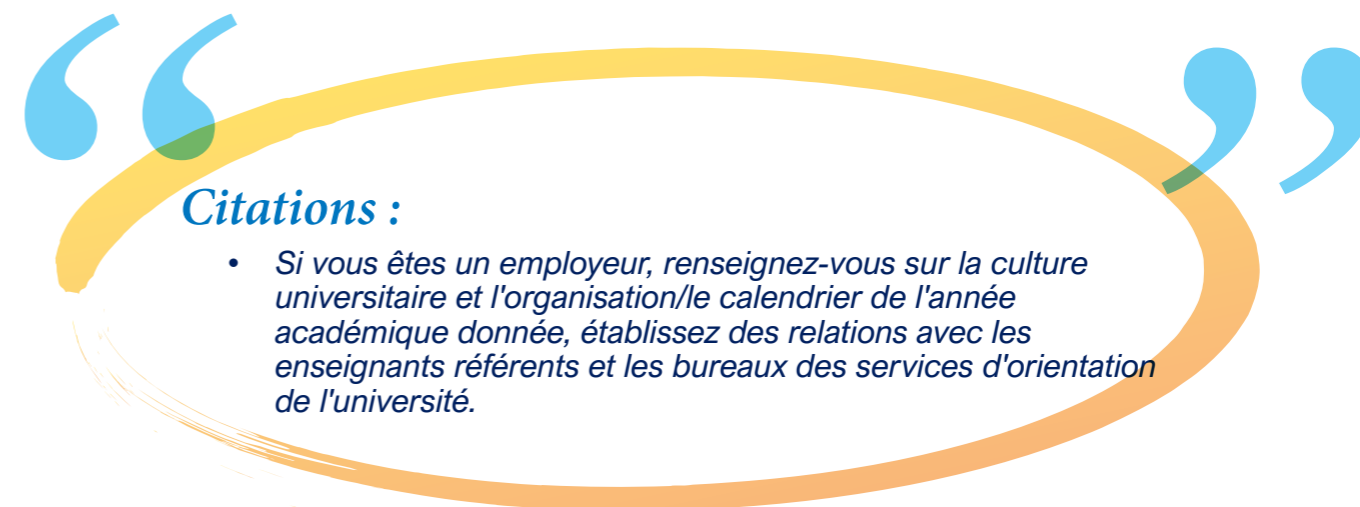 Citations :
• Si vous êtes un employeur, renseignez-vous sur la culture
universitaire et l'organisation/le calendrier de l'année
académique donnée, établissez des relations avec les
enseignants référents et les bureaux des services d'orientation
de l'université.